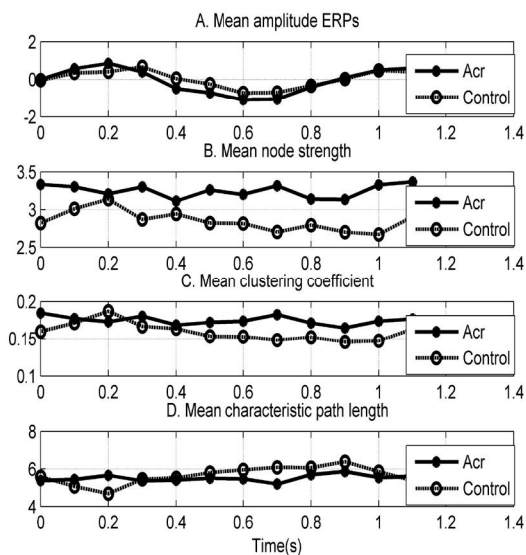 A. Mean amplitude ERPs
2
0
-2
Acr
Control
0 0.2 0.4 0.6 0.8 1 1.2 1.4
B. Mean node strength
3.5
3
2.5
Acr
Control
0 0.2 0.4 0.6 0.8 1 1.2 1.4
C. Mean clustering coefficient
0.2
0.15
0.1
Acr
Control
0 0.2 0.4 0.6 0.8 1 1.2 1.4
D. Mean characteristic path length
8
6
4
Acr
Control
0 0.2 0.4 0.6 0.8 1 1.2 1.4
Time(s)